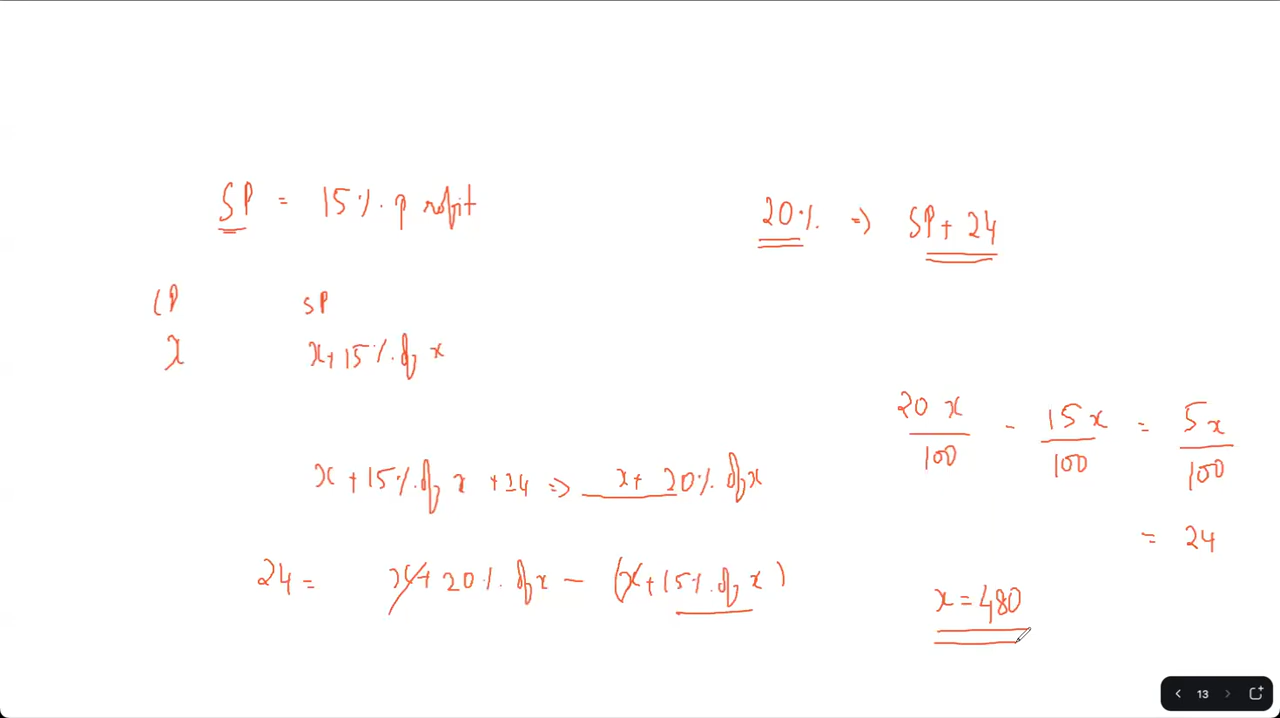 SP = 15% profit
20% => SP + 24
CP SP
x x+15% of x
20x/100 - 15x/100 = 5x/100
x + 15% of x + 24 => x + 20% of x
= 24
24 = x + 20% of x - (x + 15% of x)
x = 480
13